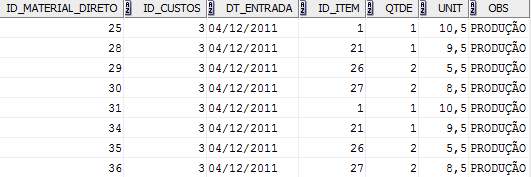 ID_MATERIAL_DIRETO ID_CUSTOS DT_ENTRADA ID_ITEM QTDE UNIT OBS
25 3 04/12/2011 1 1 10,5 PRODUÇÃO
28 3 04/12/2011 21 1 9,5 PRODUÇÃO
29 3 04/12/2011 26 2 5,5 PRODUÇÃO
30 3 04/12/2011 27 2 8,5 PRODUÇÃO
31 3 04/12/2011 1 1 10,5 PRODUÇÃO
34 3 04/12/2011 21 1 9,5 PRODUÇÃO
35 3 04/12/2011 26 2 5,5 PRODUÇÃO
36 3 04/12/2011 27 2 8,5 PRODUÇÃO